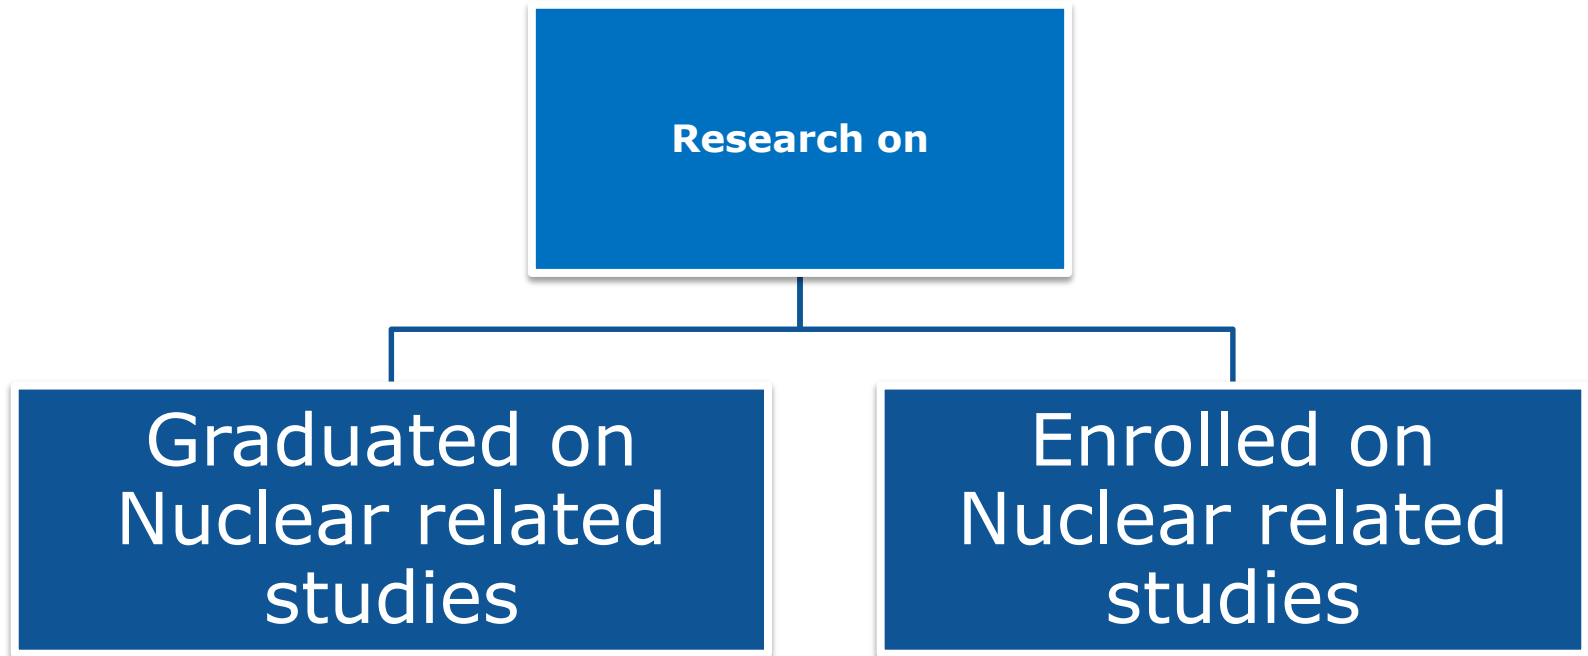 Research on
Graduated on
Nuclear related
studies
Enrolled on
Nuclear related
studies